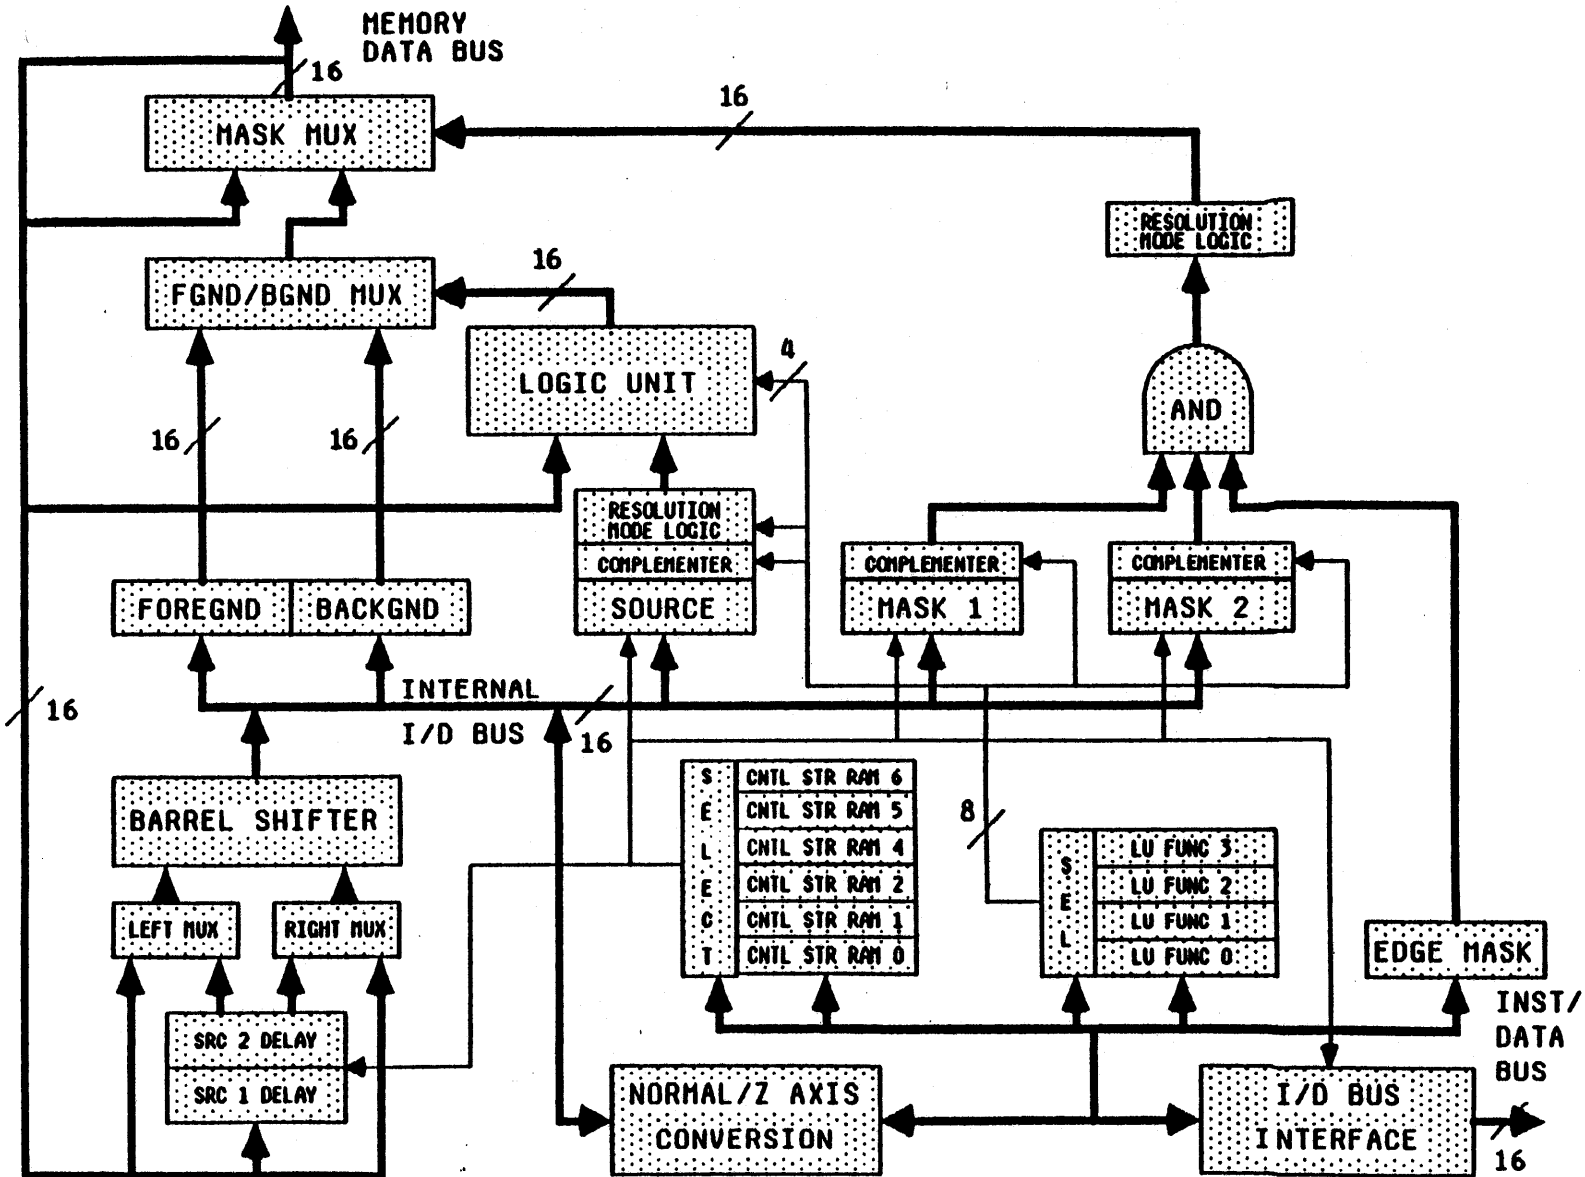 MEMORY
DATA BUS
16
16
MASK MUX
RESOLUTION
MODE LOGIC
16
FGND/BGND MUX
4
LOGIC UNIT
AND
16
16
RESOLUTION
MODE LOGIC
COMPLEMENTER
SOURCE
COMPLEMENTER
MASK 1
COMPLEMENTER
MASK 2
FOREGND
BACKGND
INTERNAL
I/D BUS
16
16
BARREL SHIFTER
SELECT
CNTL STR RAM 6
CNTL STR RAM 5
CNTL STR RAM 4
CNTL STR RAM 2
CNTL STR RAM 1
CNTL STR RAM 0
8
SEL
LU FUNC 3
LU FUNC 2
LU FUNC 1
LU FUNC 0
LEFT MUX
RIGHT MUX
EDGE MASK
SRC 2 DELAY
SRC 1 DELAY
INST/
DATA
BUS
NORMAL/Z AXIS
CONVERSION
I/D BUS
INTERFACE
16